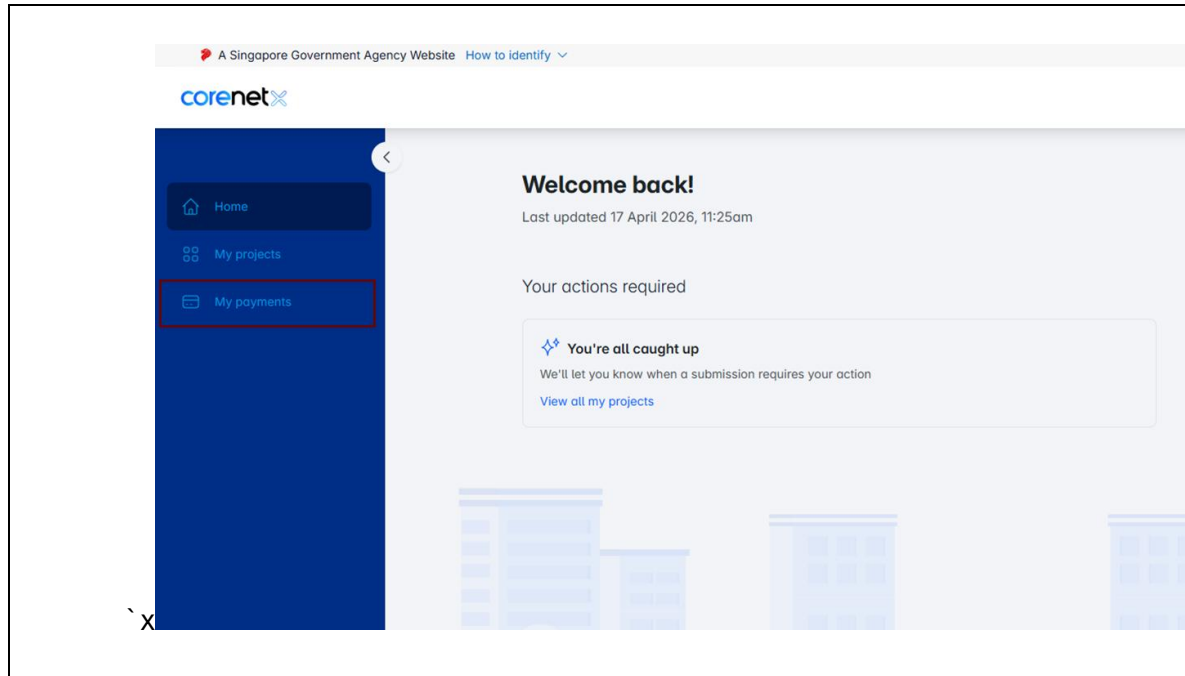 A Singapore Government Agency Website How to identify
corenetx
Home
My projects
My payments
Welcome back!
Last updated 17 April 2026, 11:25am
Your actions required
You're all caught up
We'll let you know when a submission requires your action
View all my projects
`x